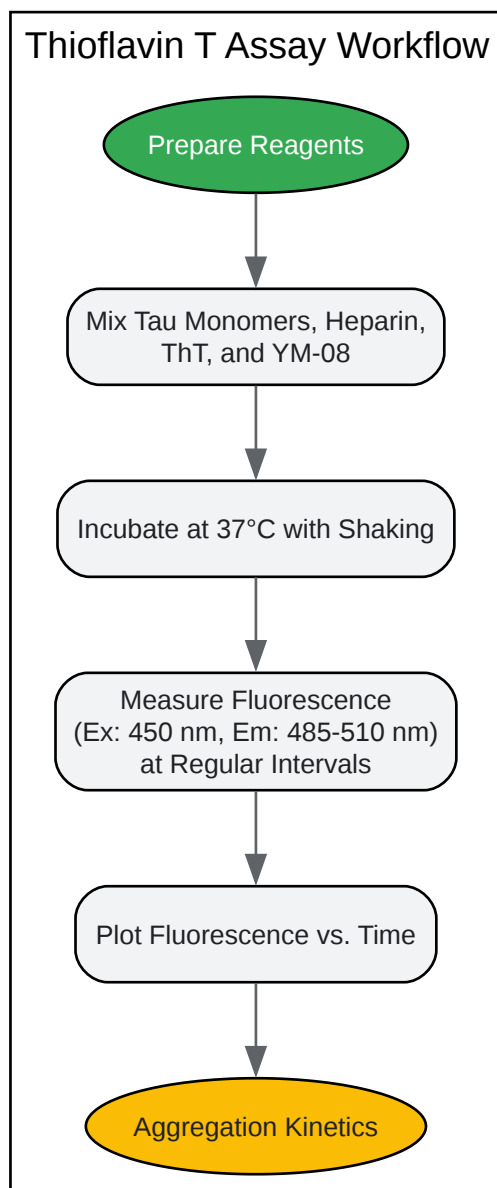 Thioflavin T Assay Workflow
Prepare Reagents
Mix Tau Monomers, Heparin,
ThT, and YM-08
Incubate at 37°C with Shaking
Measure Fluorescence
(Ex: 450 nm, Em: 485-510 nm)
at Regular Intervals
Plot Fluorescence vs. Time
Aggregation Kinetics